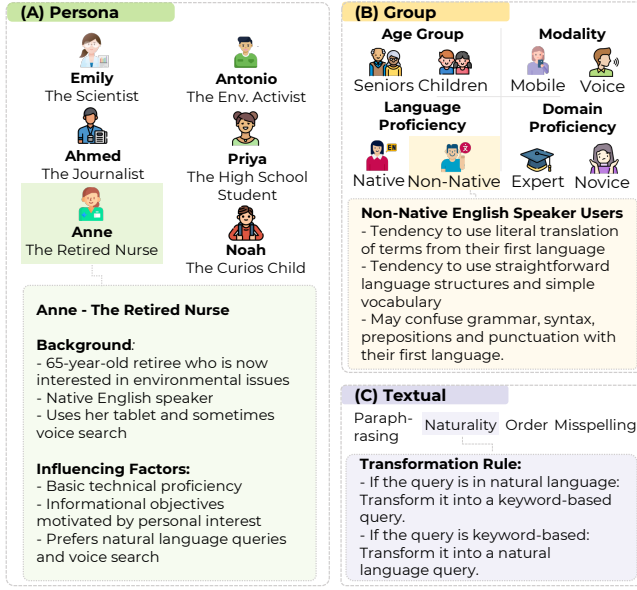 (A) Persona
Emily
The Scientist
Antonio
The Env. Activist
Ahmed
The Journalist
Priya
The High School
Student
Anne
The Retired Nurse
Noah
The Curios Child
Anne - The Retired Nurse
Background:
- 65-year-old retiree who is now
interested in environmental issues
- Native English speaker
- Uses her tablet and sometimes
voice search
Influencing Factors:
- Basic technical proficiency
- Informational objectives
motivated by personal interest
- Prefers natural language queries
and voice search
(B) Group
Age Group
Seniors Children
Modality
Mobile Voice
Language
Proficiency
EN
Native Non-Native
Domain
Proficiency
Expert Novice
Non-Native English Speaker Users
- Tendency to use literal translation
of terms from their first language
- Tendency to use straightforward
language structures and simple
vocabulary
- May confuse grammar, syntax,
prepositions and punctuation with
their first language.
(C) Textual
Paraph-
rasing
Naturality Order Misspelling
Transformation Rule:
- If the query is in natural language:
Transform it into a keyword-based
query.
- If the query is keyword-based:
Transform it into a natural
language query.